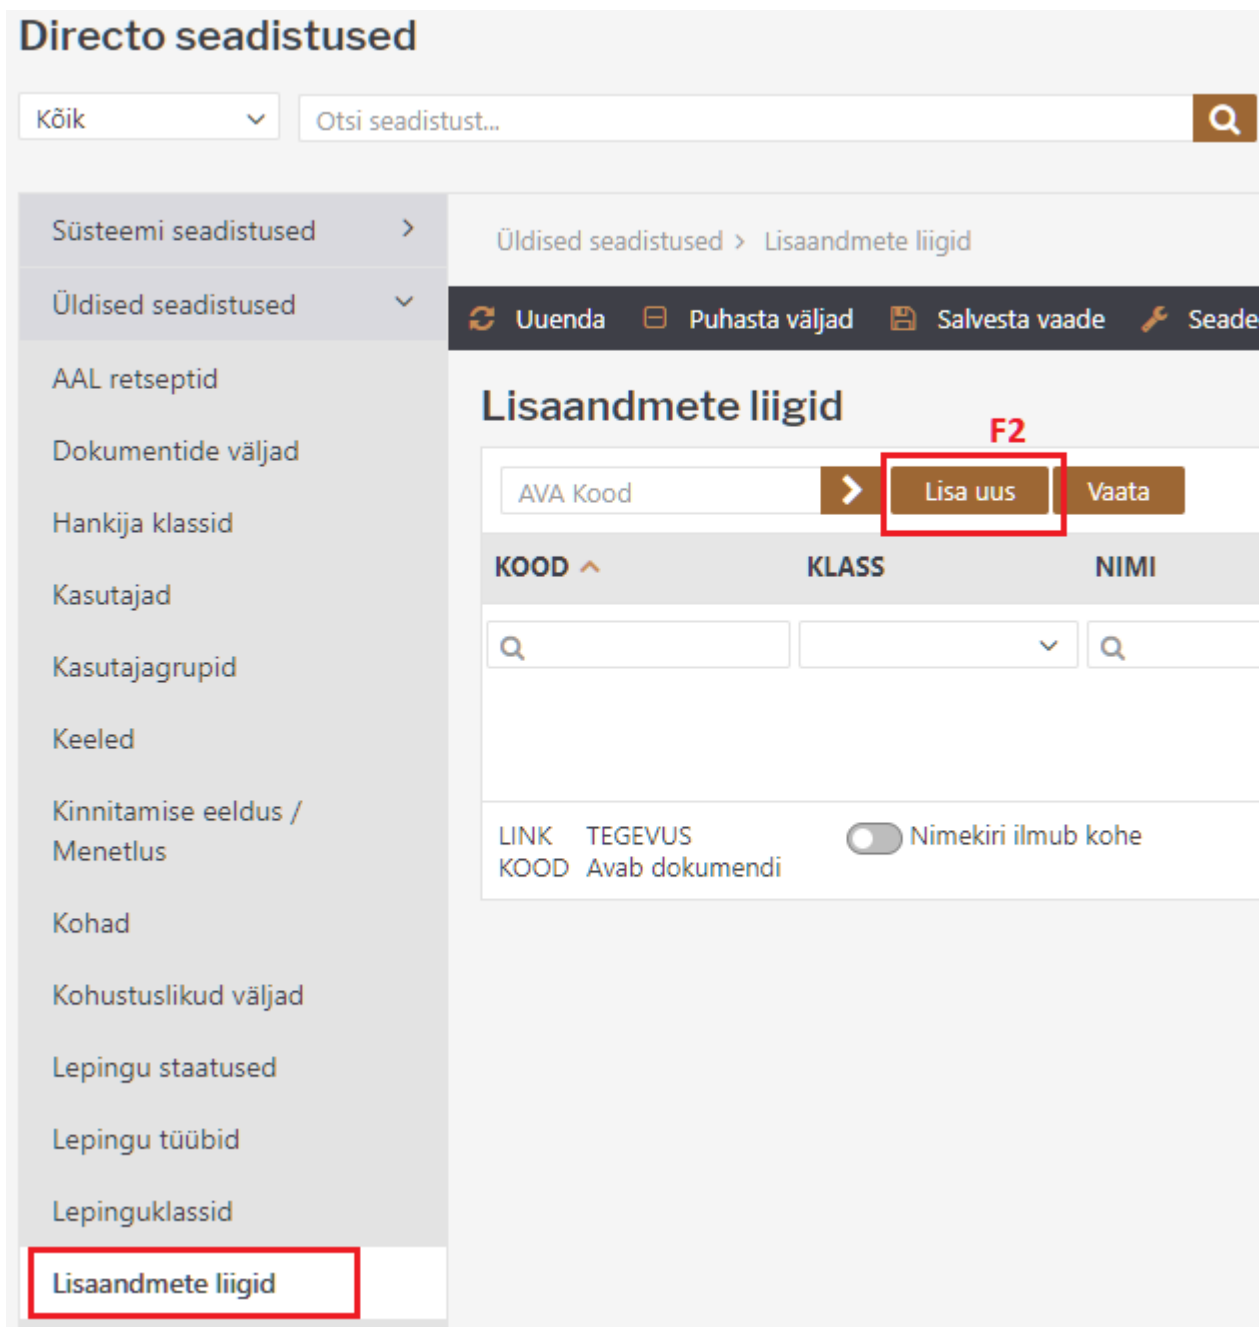 Directo seadistused
Kõik
Otsi seadistust...
Süsteemi seadistused
Üldised seadistused
AAL retseptid
Dokumentide väljad
Hankija klassid
Kasutajad
Kasutajagrupid
Keeled
Kinnitamise eeldus /
Menetlus
Kohad
Kohustuslikud väljad
Lepingu staatused
Lepingu tüübid
Lepinguklassid
Lisaandmete liigid
Üldised seadistused > Lisaandmete liigid
Uuenda Puhasta väljad Salvesta vaade Seade
Lisaandmete liigid
F2
AVA Kood Lisa uus Vaata
KOOD KLASS NIMI
LINK TEGEVUS Nimekiri ilmub kohe
KOOD Avab dokumendi